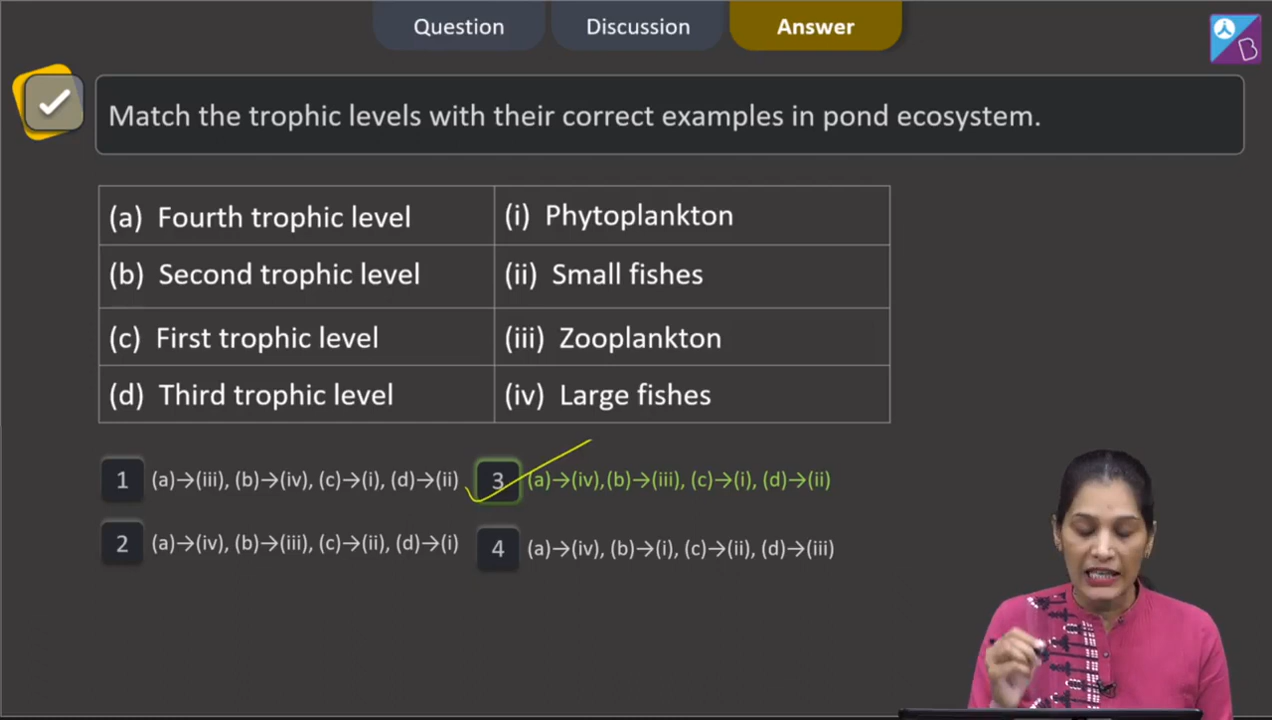 Question Discussion Answer
Match the trophic levels with their correct examples in pond ecosystem.
(a) Fourth trophic level (i) Phytoplankton
(b) Second trophic level (ii) Small fishes
(c) First trophic level (iii) Zooplankton
(d) Third trophic level (iv) Large fishes
1 (a)→(iii), (b)→(iv), (c)→(i), (d)→(ii)
3 (a)→(iv),(b)→(iii), (c)→(i), (d)→(ii)
2 (a)→(iv), (b)→(iii), (c)→(ii), (d)→(i)
4 (a)→(iv), (b)→(i), (c)→(ii), (d)→(iii)
B